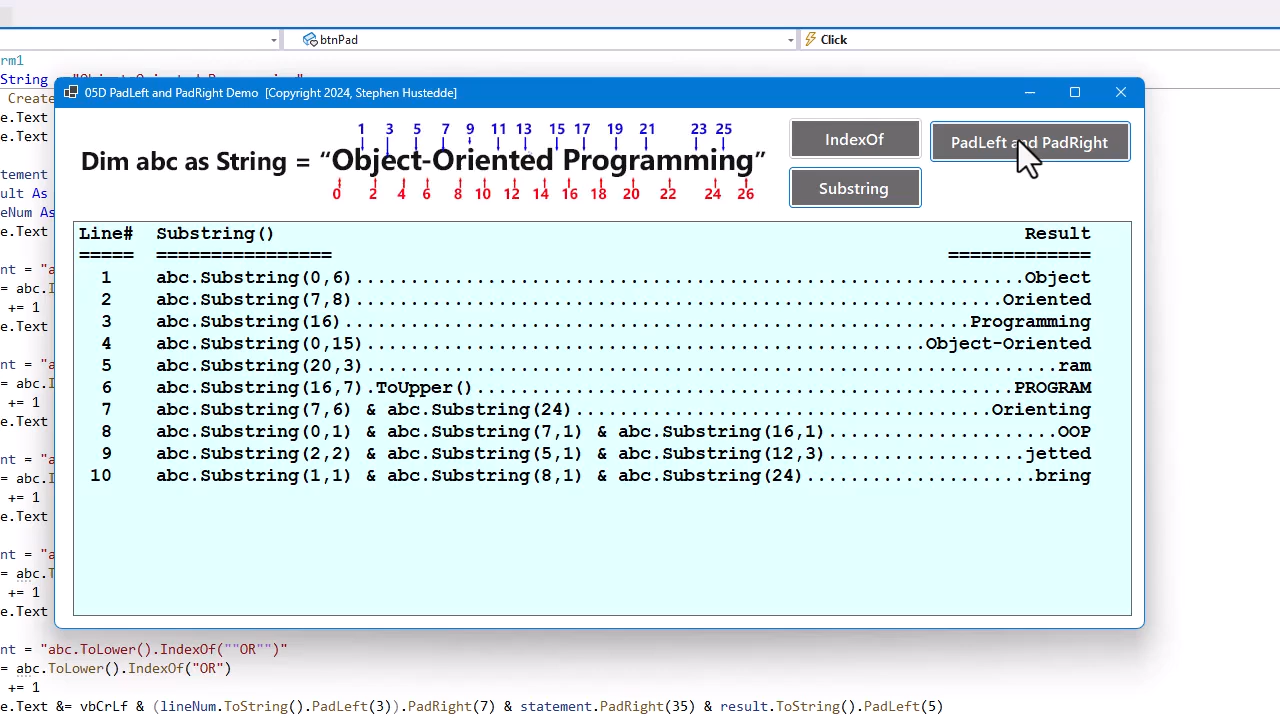 btnPad Click
rm1
String
05D PadLeft and PadRight Demo [Copyright 2024, Stephen Hustedde]
Create
e.Text
e.Text
1 3 5 7 9 11 13 15 17 19 21 23 25
Dim abc as String = “Object-Oriented Programming”
0 2 4 6 8 10 12 14 16 18 20 22 24 26
IndexOf
PadLeft and PadRight
Substring
tatement
ult As
eNum As
e.Text
Line# Substring() Result
===== ================ =============
1 abc.Substring(0,6).............................................................Object
2 abc.Substring(7,8)...........................................................Oriented
3 abc.Substring(16).........................................................Programming
4 abc.Substring(0,15)...................................................Object-Oriented
5 abc.Substring(20,3)...............................................................ram
6 abc.Substring(16,7).ToUpper().................................................PROGRAM
7 abc.Substring(7,6) & abc.Substring(24)......................................Orienting
8 abc.Substring(0,1) & abc.Substring(7,1) & abc.Substring(16,1).....................OOP
9 abc.Substring(2,2) & abc.Substring(5,1) & abc.Substring(12,3)..................jetted
10 abc.Substring(1,1) & abc.Substring(8,1) & abc.Substring(24).....................bring
nt = "a
= abc.I
+= 1
e.Text
nt = "a
= abc.I
+= 1
e.Text
nt = "a
= abc.I
+= 1
e.Text
nt = "a
= abc.T
+= 1
e.Text
nt = "abc.ToLower().IndexOf(""OR"")"
= abc.ToLower().IndexOf("OR")
+= 1
e.Text &= vbCrLf & (lineNum.ToString().PadLeft(3)).PadRight(7) & statement.PadRight(35) & result.ToString().PadLeft(5)